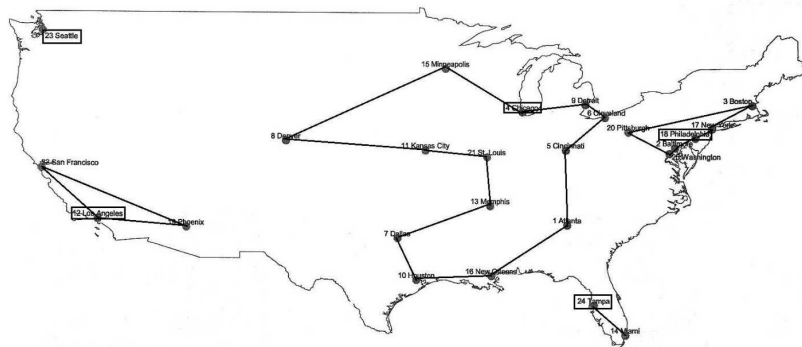 23 Seattle
15 Minneapolis
9 Detroit
3 Boston
4 Chicago
6 Cleveland
17 New York
20 Pittsburgh
18 Philadelphia
8 Denver
2 Baltimore
11 Kansas City
21 St. Louis
5 Cincinnati
Washington
22 San Francisco
13 Memphis
12 Los Angeles
Phoenix
1 Atlanta
7 Dallas
10 Houston
16 New Orleans
24 Tampa
14 Miami